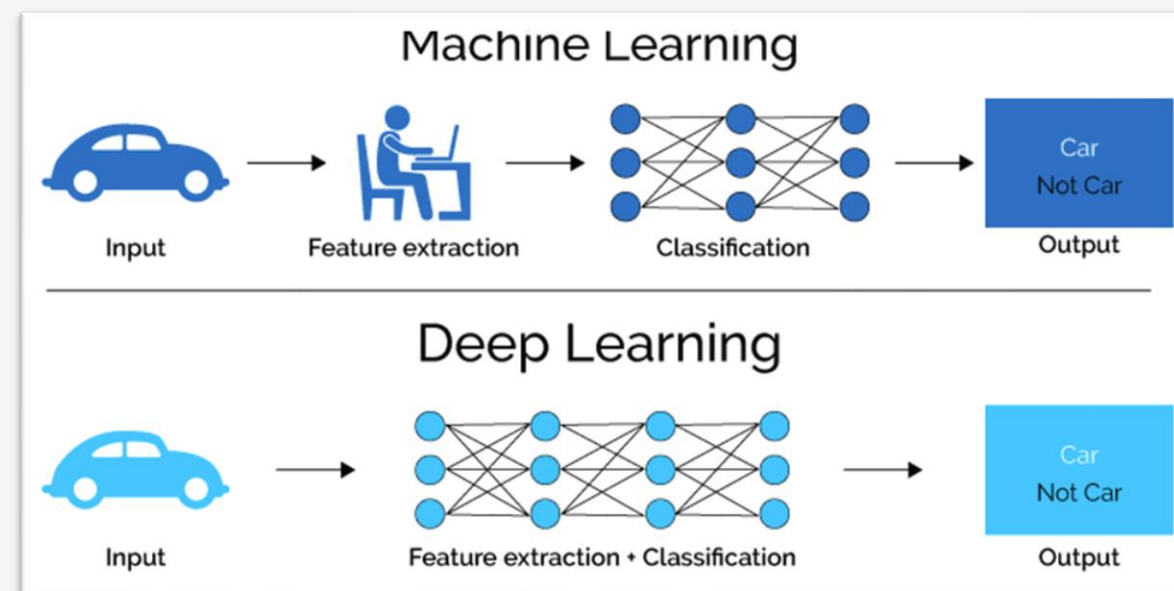 Machine Learning
Car
Not Car
Input
Feature extraction
Classification
Output
Deep Learning
Car
Not Car
Input
Feature extraction + Classification
Output